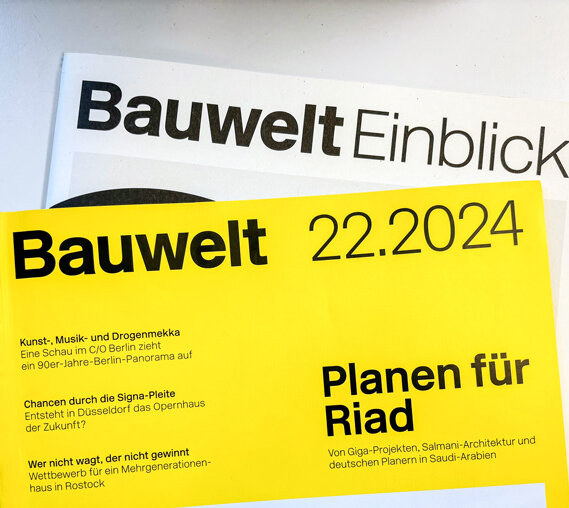 Bauwelt Einblick
Bauwelt 22.2024
Kunst-, Musik- und Drogenmekka
Eine Schau im C/O Berlin zieht
ein 90er-Jahre-Berlin-Panorama auf
Chancen durch die Signa-Pleite
Entsteht in Düsseldorf das Opernhaus
der Zukunft?
Wer nicht wagt, der nicht gewinnt
Wettbewerb für ein Mehrgenerationen-
haus in Rostock
Planen für
Riad
Von Giga-Projekten, Salmani-Architektur und
deutschen Planern in Saudi-Arabien